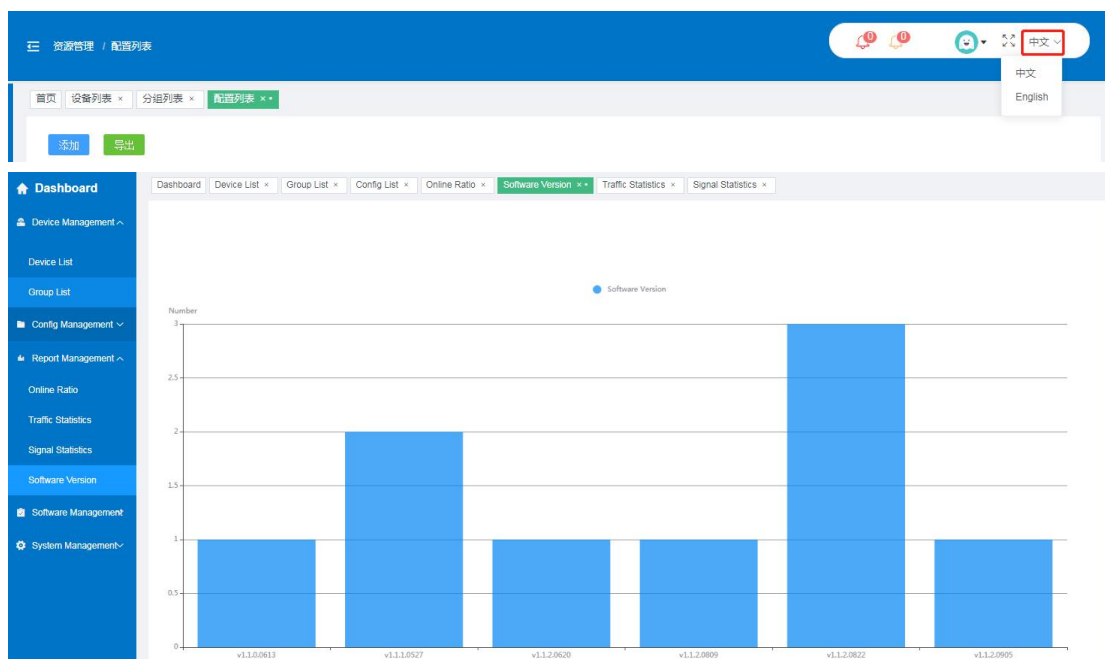 资源管理 / 配置列表
0 0 中文
中文
English
首页 设备列表 × 分组列表 × 配置列表 ×
添加 导出
Dashboard
Dashboard Device List × Group List × Config List × Online Ratio × Software Version × Traffic Statistics × Signal Statistics ×
Device Management
Device List
Group List
Config Management
Report Management
Online Ratio
Traffic Statistics
Signal Statistics
Software Version
Software Management
System Management
Software Version
Number
3
2.5
2
1.5
1
0.5
0
v1.1.0.0613 v1.1.1.0527 v1.1.2.0620 v1.1.2.0809 v1.1.2.0822 v1.1.2.0905